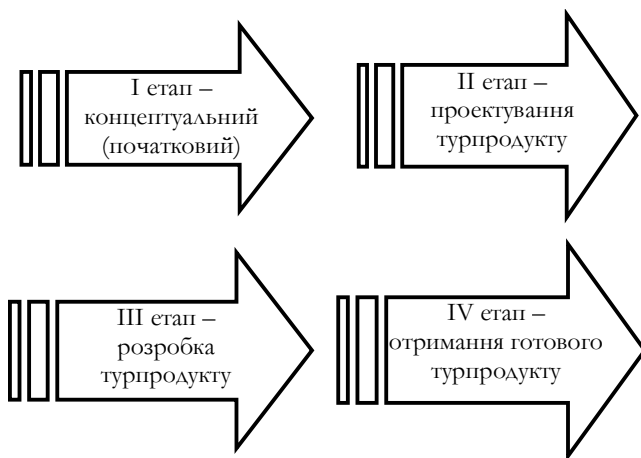 I етап –
концептуальний
(початковий)
II етап –
проектування
турпродукту
III етап –
розробка
турпродукту
IV етап –
отримання готового
турпродукту